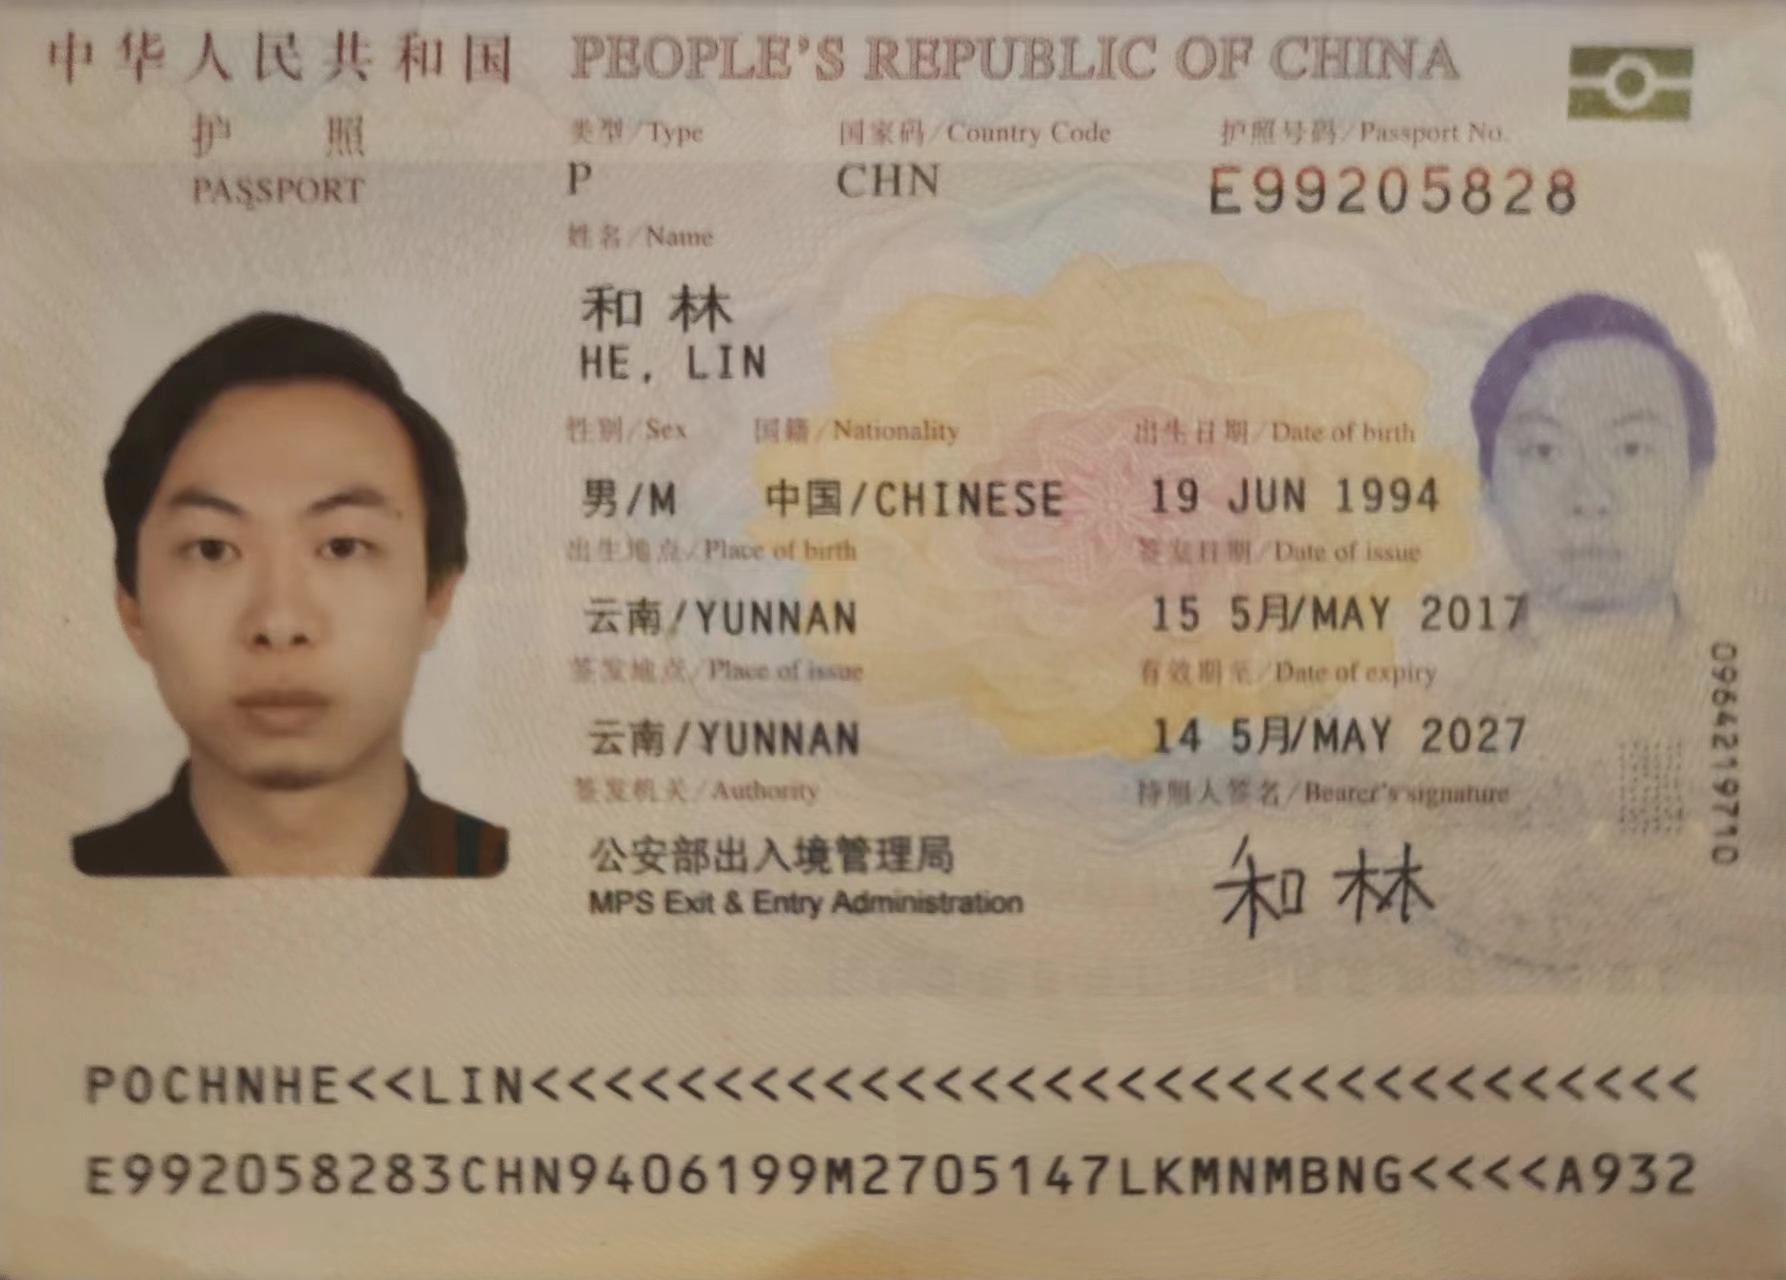 中华人民共和国 PEOPLE'S REPUBLIC OF CHINA
护照 类型/Type 国家码/Country Code 护照号码/Passport No.
PASSPORT P CHN E99205828
姓名/Name
和林
HE, LIN
性别/Sex 国籍/Nationality 出生日期/Date of birth
男/M 中国/CHINESE 19 JUN 1994
出生地点/Place of birth 签发日期/Date of issue
云南/YUNNAN 15 5月/MAY 2017
签发地点/Place of issue 有效期至/Date of expiry
云南/YUNNAN 14 5月/MAY 2027
签发机关/Authority 持照人签名/Bearer's signature
公安部出入境管理局 和林
MPS Exit & Entry Administration
0964219710
POCHNHE<<LIN<<<<<<<<<<<<<<<<<<<<<<<<<<<<<<<<
E992058283CHN9406199M2705147LKMNMBNG<<<<A932